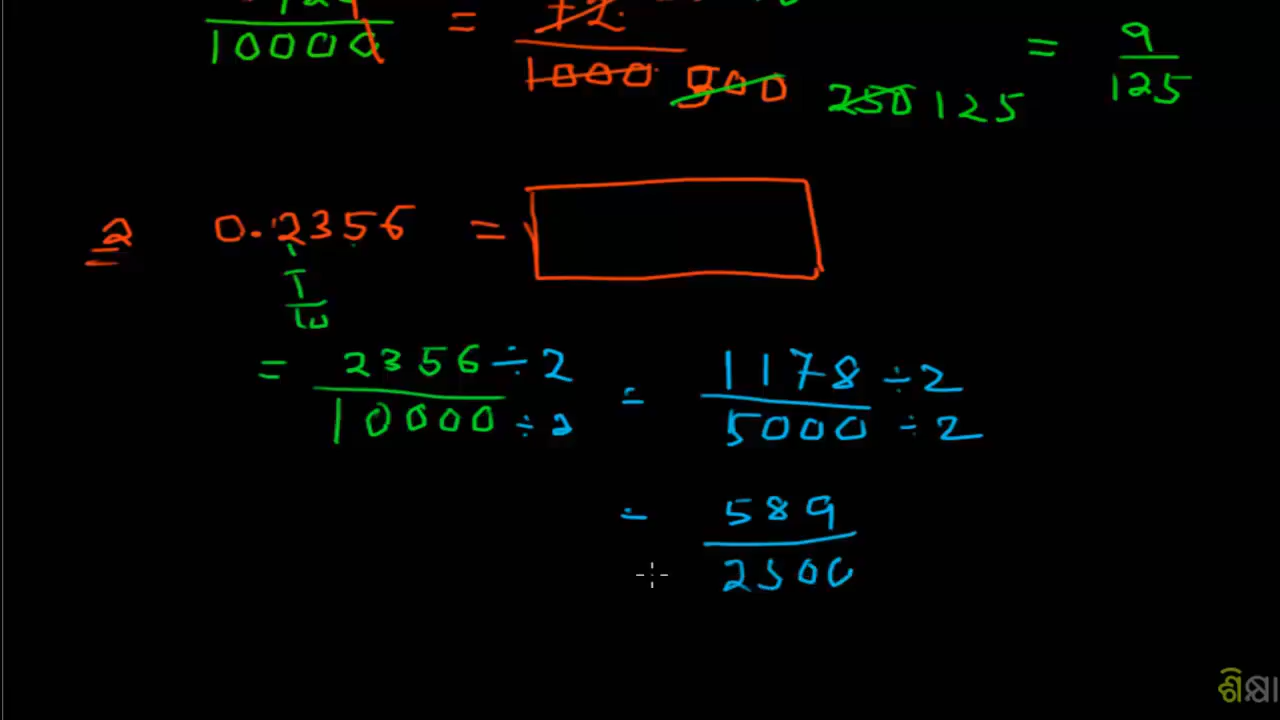 10000 = 72 / 1000 500 250 125 = 9/125
2 0.2356 =
1/10
= 2356 ÷ 2 / 10000 ÷ 2 = 1178 ÷ 2 / 5000 ÷ 2
= 589 / 2500
ଶିକ୍ଷା